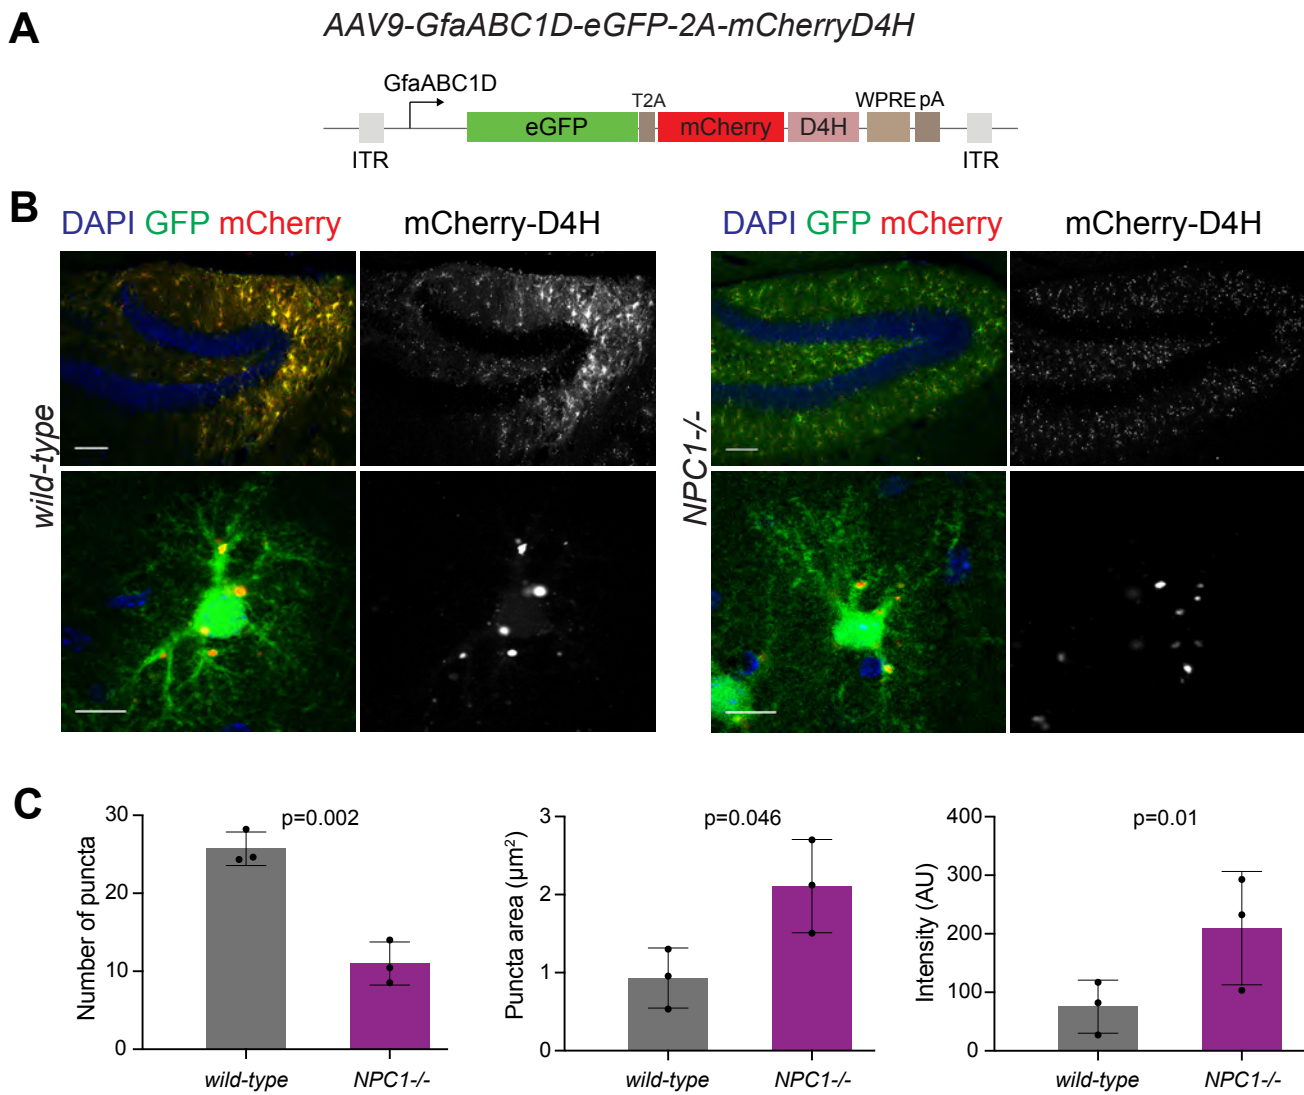 A
AAV9-GfaABC1D-eGFP-2A-mCherryD4H
GfaABC1D
T2A
WPRE pA
eGFP
mCherry
D4H
ITR
ITR
B
DAPI GFP mCherry
mCherry-D4H
DAPI GFP mCherry
mCherry-D4H
wild-type
NPC1-/-
C
Number of puncta
30
20
10
0
p=0.002
wild-type
NPC1-/-
Puncta area (µm²)
3
2
1
0
p=0.046
wild-type
NPC1-/-
Intensity (AU)
400
300
200
100
0
p=0.01
wild-type
NPC1-/-